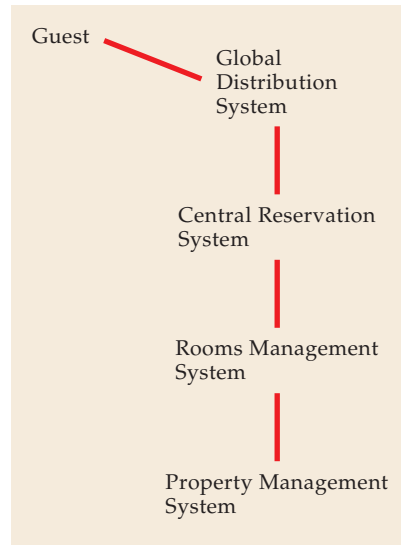 Guest
Global
Distribution
System
Central Reservation
System
Rooms Management
System
Property Management
System